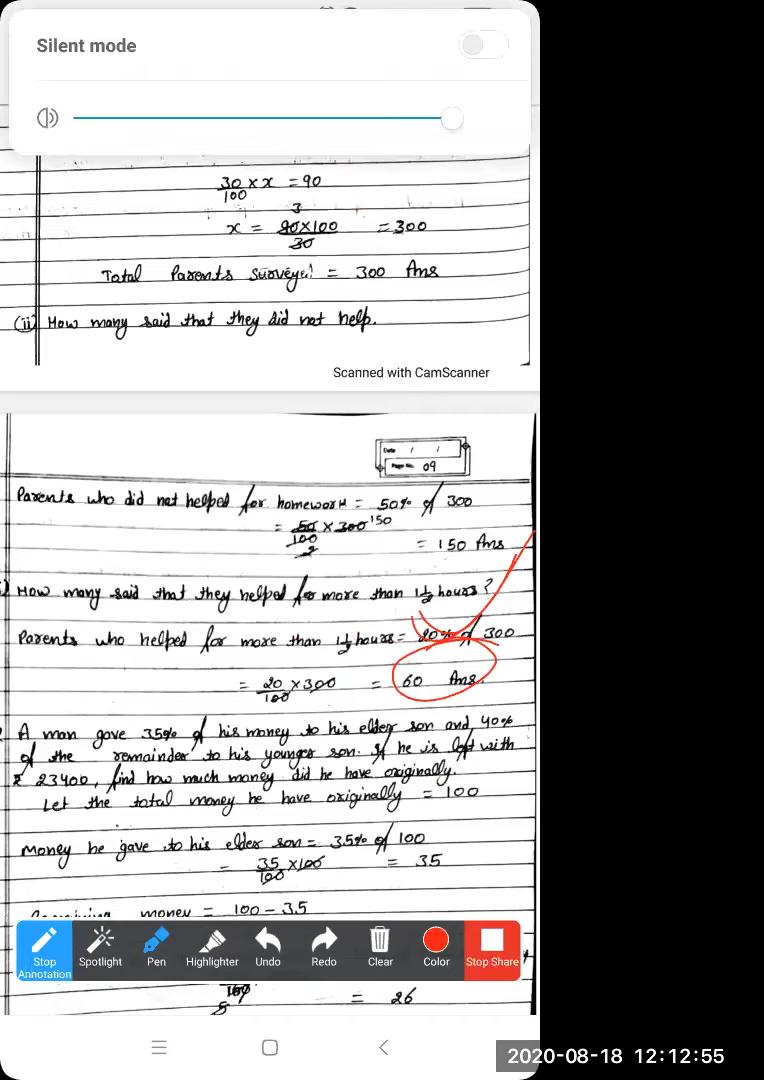 Silent mode
30/100 × x = 90
3
x = 90×100/30 = 300
Total Parents surveyed = 300 Ans
(ii) How many said that they did not help.
Scanned with CamScanner
Date / /
Page No. 09
Parents who did not helped for homework = 50% of 300
= 50/100 × 300 150
2
= 150 Ans
How many said that they helped for more than 1½ hours?
Parents who helped for more than 1½ hours = 20% of 300
= 20/100 × 300 = 60 Ans.
A man gave 35% of his money to his elder son and 40%
of the remainder to his younger son. If he is left with
₹ 23400, find how much money did he have originally.
Let the total money he have originally = 100
Money he gave to his elder son = 35% of 100
= 35/100 × 100 = 35
Remaining money = 100 - 35
Stop Annotation
Spotlight
Pen
Highlighter
Undo
Redo
Clear
Color
Stop Share
100
5
= 26
2020-08-18 12:12:55